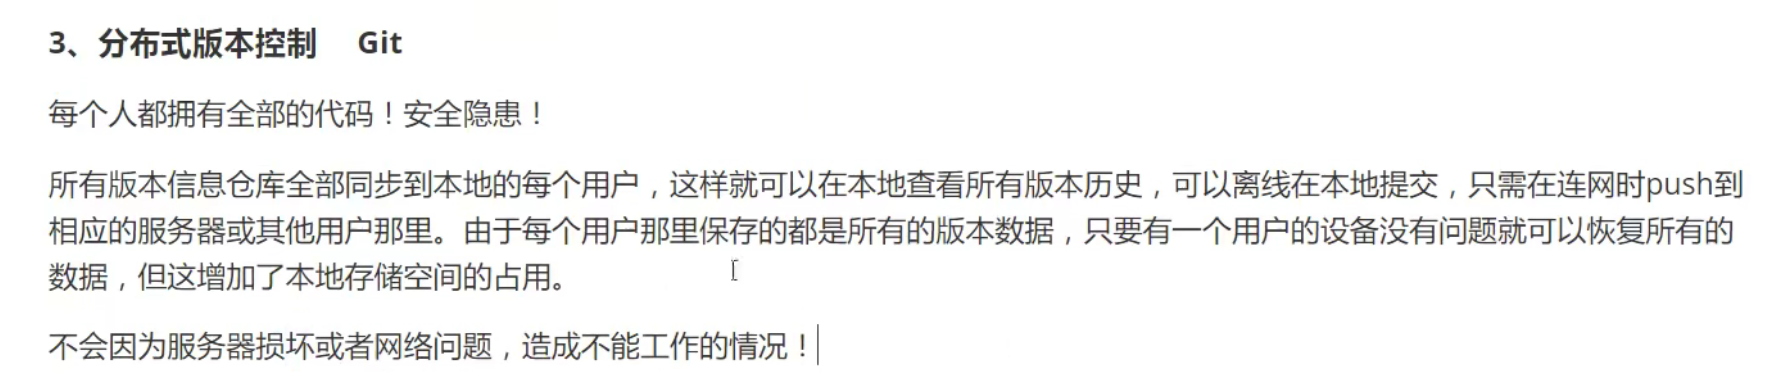 3、分布式版本控制 Git
每个人都拥有全部的代码！安全隐患！
所有版本信息仓库全部同步到本地的每个用户，这样就可以在本地查看所有版本历史，可以离线在本地提交，只需在连网时push到
相应的服务器或其他用户那里。由于每个用户那里保存的都是所有的版本数据，只要有一个用户的设备没有问题就可以恢复所有的
数据，但这增加了本地存储空间的占用。
不会因为服务器损坏或者网络问题，造成不能工作的情况！